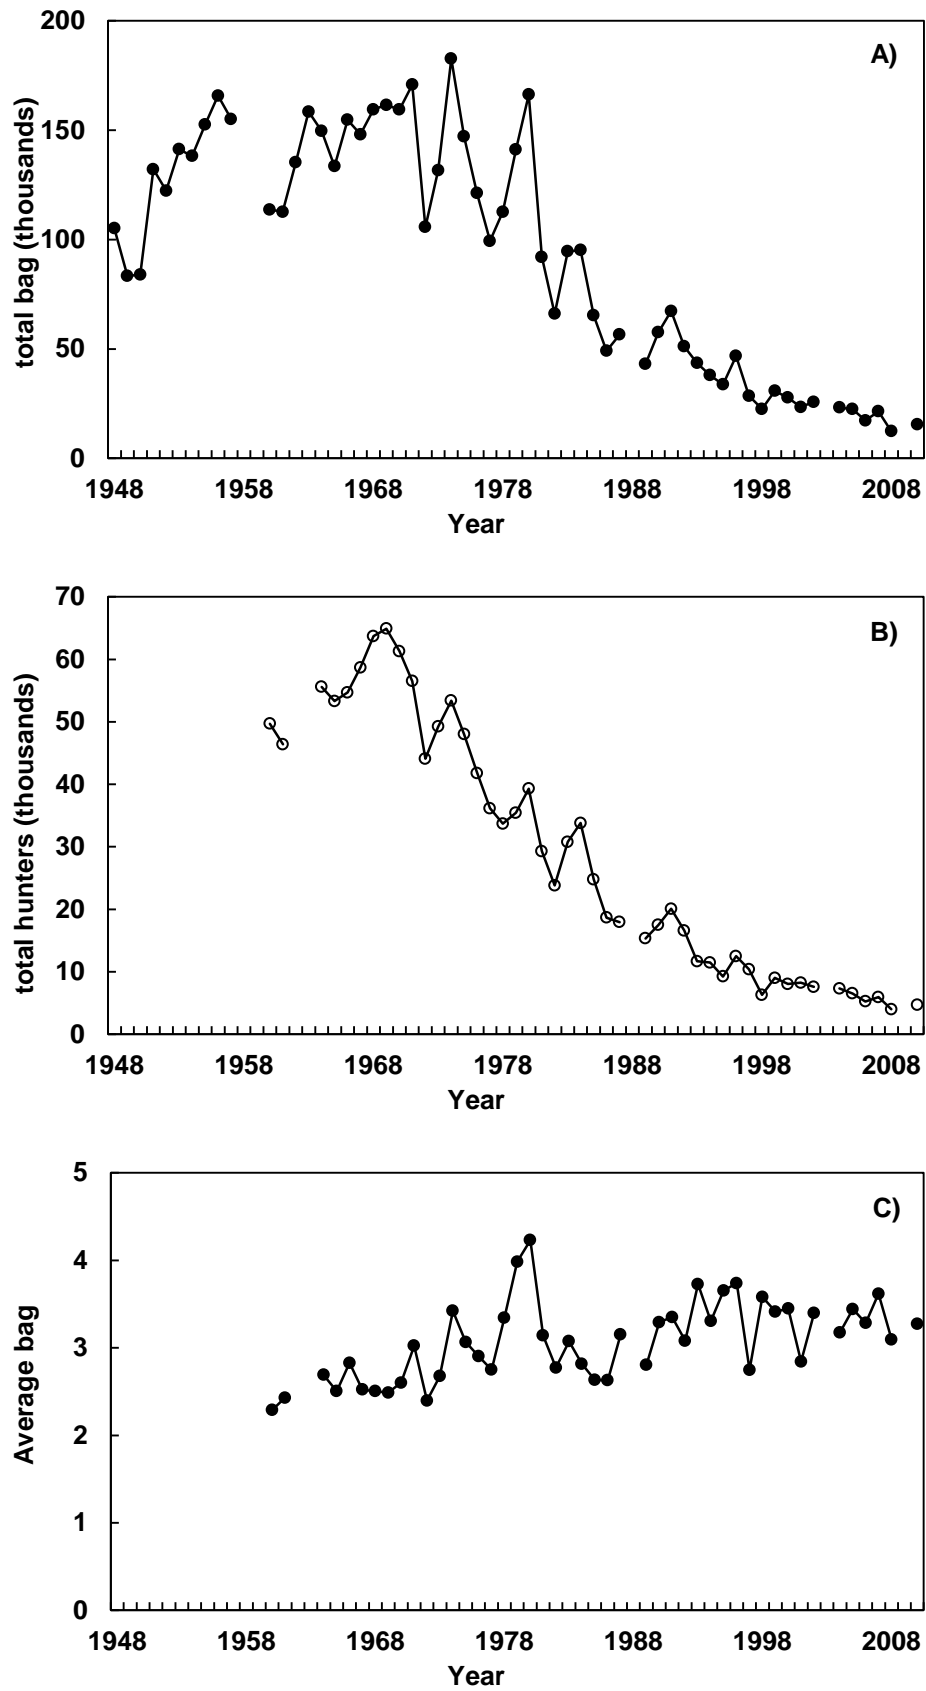 200
150
100
50
0
total bag (thousands)
A)
1948 1958 1968 1978 1988 1998 2008
Year
70
60
50
40
30
20
10
0
total hunters (thousands)
B)
1948 1958 1968 1978 1988 1998 2008
Year
5
4
3
2
1
0
Average bag
C)
1948 1958 1968 1978 1988 1998 2008
Year